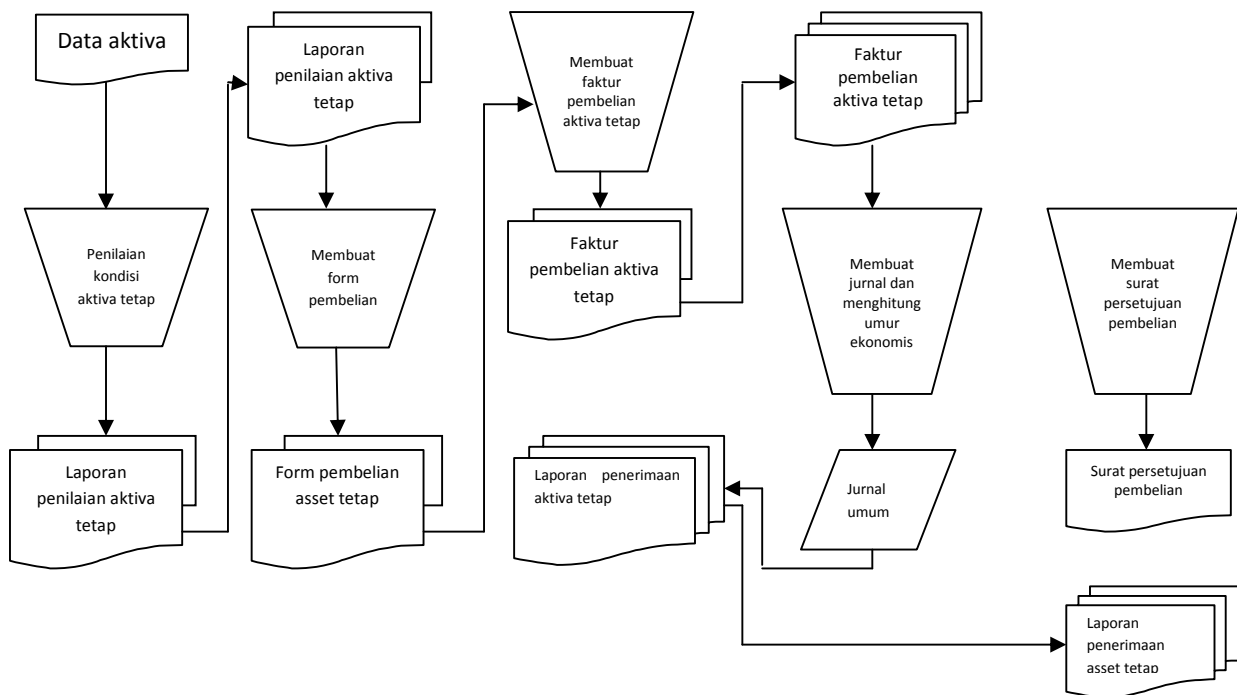 Data aktiva
Penilaian
kondisi
aktiva tetap
Laporan
penilaian aktiva
tetap
Laporan
penilaian aktiva
tetap
Membuat
form
pembelian
Form pembelian
asset tetap
Membuat
faktur
pembelian
aktiva tetap
Faktur
pembelian aktiva
tetap
Laporan penerimaan
aktiva tetap
Faktur
pembelian
aktiva tetap
Membuat
jurnal dan
menghitung
umur
ekonomis
Jurnal
umum
Membuat
surat
persetujuan
pembelian
Surat persetujuan
pembelian
Laporan
penerimaan
asset tetap